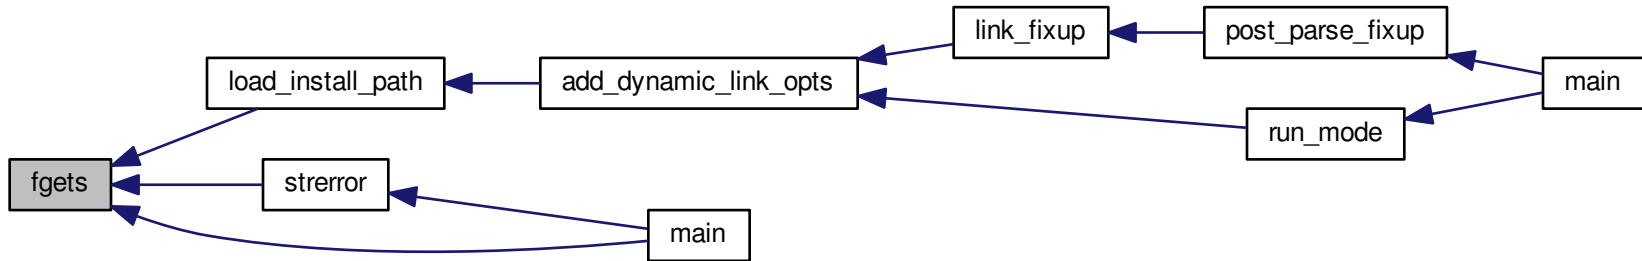 link_fixup
post_parse_fixup
load_install_path
add_dynamic_link_opts
main
run_mode
fgets
strerror
main